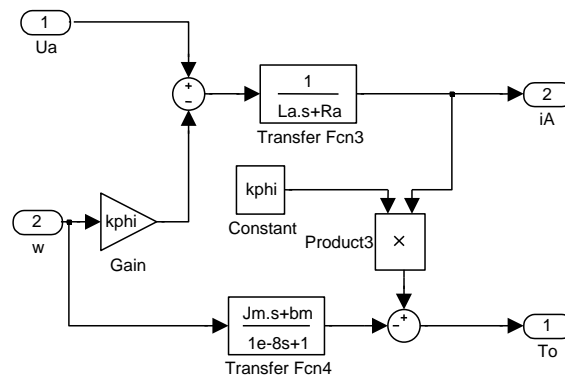 1
Ua
+
−
1
La.s+Ra
Transfer Fcn3
2
iA
kphi
Constant
2
w
kphi
Gain
Product3
×
Jm.s+bm
1e-8s+1
Transfer Fcn4
−
+
1
To